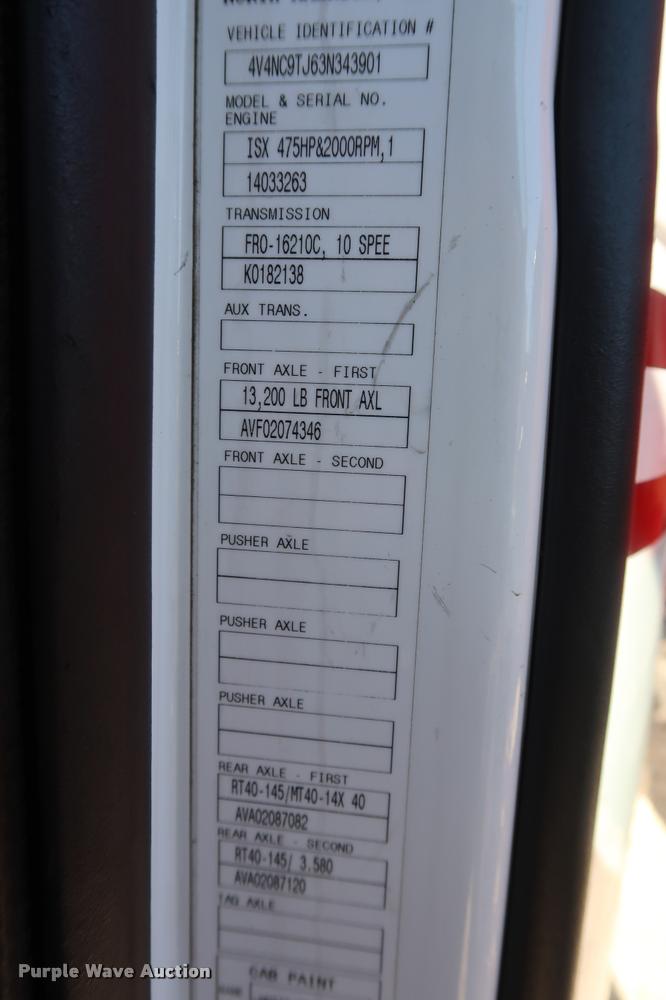 VEHICLE IDENTIFICATION #
4V4NC9TJ63N343901
MODEL & SERIAL NO.
ENGINE
ISX 475HP&2000RPM,1
14033263
TRANSMISSION
FRO-16210C, 10 SPEE
K0182138
AUX TRANS.
FRONT AXLE - FIRST
13,200 LB FRONT AXL
AVF02074346
FRONT AXLE - SECOND
PUSHER AXLE
PUSHER AXLE
PUSHER AXLE
REAR AXLE - FIRST
RT40-145/MT40-14X 40
AVA02087082
REAR AXLE - SECOND
RT40-145/ 3.580
AVA02087120
TAG AXLE
CAB PAINT
Purple Wave Auction